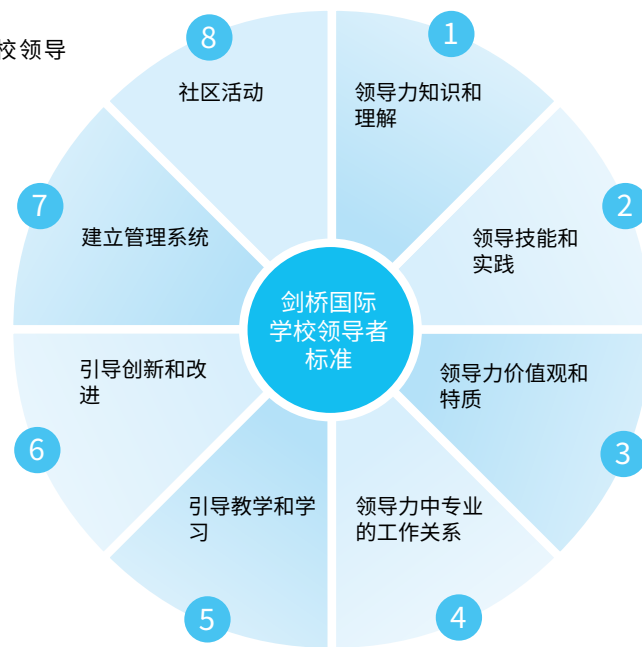 校领导
8
社区活动
1
领导力知识和
理解
2
领导技能和
实践
3
领导力价值观和
特质
4
领导力中专业
的工作关系
5
引导教学和学
习
6
引导创新和改
进
7
建立管理系统
剑桥国际
学校领导者
标准